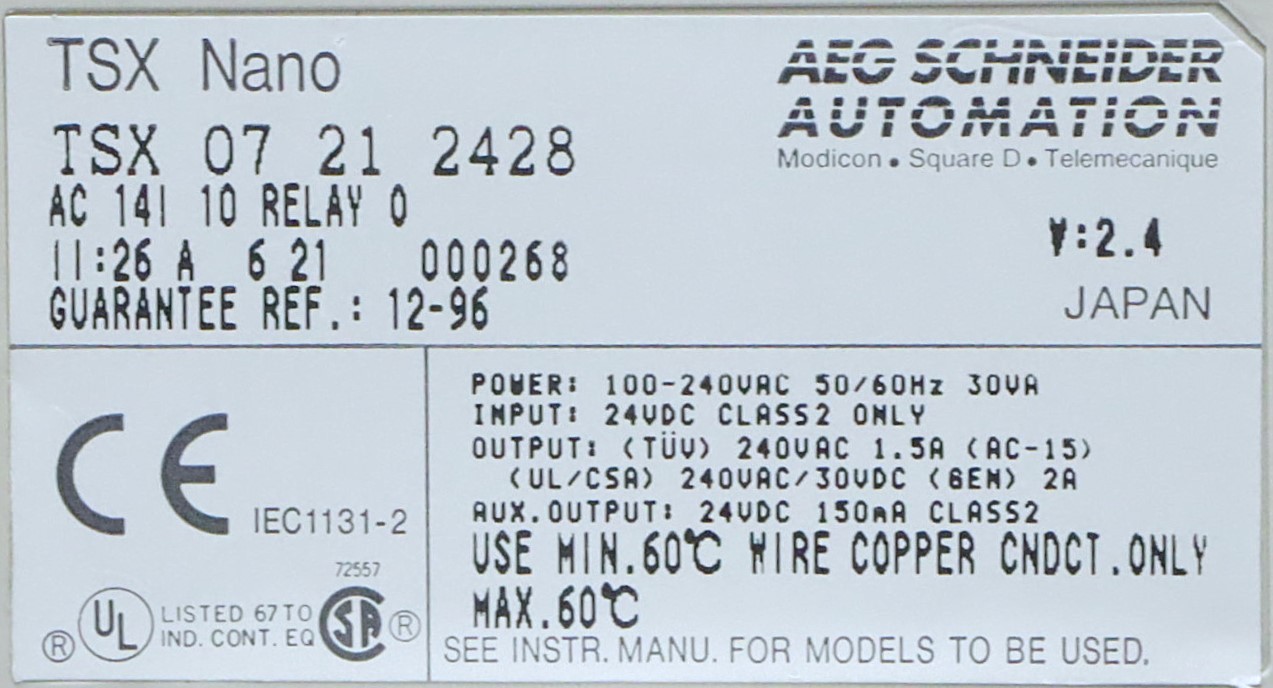 TSX Nano
TSX 07 21 2428
AC 14I 10 RELAY O
11:26 A 6 21 000268
GUARANTEE REF.: 12-96
AEG SCHNEIDER
AUTOMATION
Modicon • Square D • Telemecanique
V:2.4
JAPAN
CE
IEC1131-2
72557
® UL LISTED 67 TO
IND. CONT. EQ
SA ®
POWER: 100-240VAC 50/60Hz 30VA
INPUT: 24VDC CLASS2 ONLY
OUTPUT: (TÜV) 240VAC 1.5A (AC-15)
(UL/CSA) 240VAC/30VDC (GEN) 2A
AUX.OUTPUT: 24VDC 150mA CLASS2
USE MIN.60℃ WIRE COPPER CNDCT.ONLY
MAX.60℃
SEE INSTR. MANU. FOR MODELS TO BE USED.